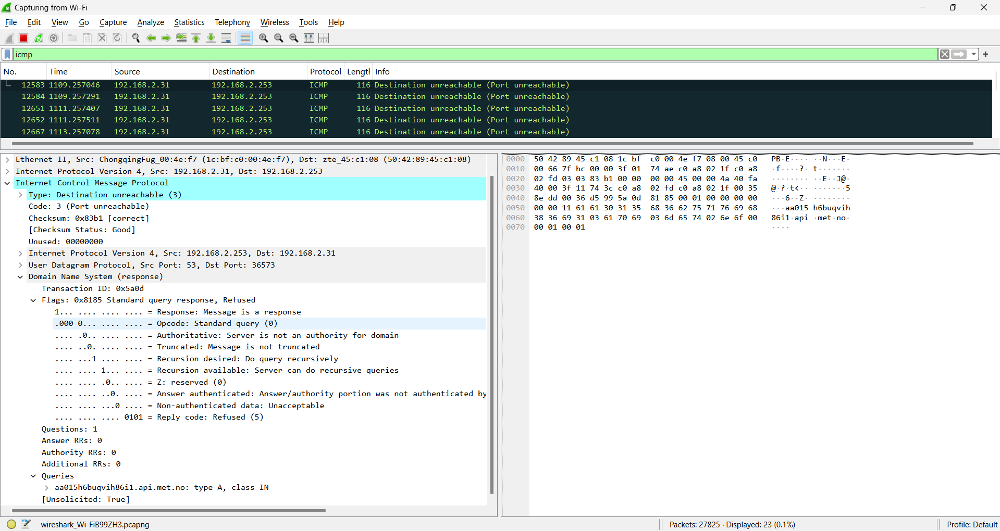 Capturing from Wi-Fi
File Edit View Go Capture Analyze Statistics Telephony Wireless Tools Help
icmp
No. Time Source Destination Protocol Length Info
12583 1109.257046 192.168.2.31 192.168.2.253 ICMP 116 Destination unreachable (Port unreachable)
12584 1109.257291 192.168.2.31 192.168.2.253 ICMP 116 Destination unreachable (Port unreachable)
12651 1111.257407 192.168.2.31 192.168.2.253 ICMP 116 Destination unreachable (Port unreachable)
12652 1111.257511 192.168.2.31 192.168.2.253 ICMP 116 Destination unreachable (Port unreachable)
12667 1113.257078 192.168.2.31 192.168.2.253 ICMP 116 Destination unreachable (Port unreachable)
Ethernet II, Src: ChongqingFug_00:4e:f7 (1c:bf:c0:00:4e:f7), Dst: zte_45:c1:08 (50:42:89:45:c1:08)
Internet Protocol Version 4, Src: 192.168.2.31, Dst: 192.168.2.253
Internet Control Message Protocol
Type: Destination unreachable (3)
Code: 3 (Port unreachable)
Checksum: 0x83b1 [correct]
[Checksum Status: Good]
Unused: 00000000
Internet Protocol Version 4, Src: 192.168.2.253, Dst: 192.168.2.31
User Datagram Protocol, Src Port: 53, Dst Port: 36573
Domain Name System (response)
Transaction ID: 0x5a0d
Flags: 0x8185 Standard query response, Refused
1... .... .... .... = Response: Message is a response
.000 0... .... .... = Opcode: Standard query (0)
.... .0.. .... .... = Authoritative: Server is not an authority for domain
.... ..0. .... .... = Truncated: Message is not truncated
.... ...1 .... .... = Recursion desired: Do query recursively
.... .... 1... .... = Recursion available: Server can do recursive queries
.... .... .0.. .... = Z: reserved (0)
.... .... ..0. .... = Answer authenticated: Answer/authority portion was not authenticated by
.... .... ...0 .... = Non-authenticated data: Unacceptable
.... .... .... 0101 = Reply code: Refused (5)
Questions: 1
Answer RRs: 0
Authority RRs: 0
Additional RRs: 0
Queries
aa015h6buqvih86i1.api.met.no: type A, class IN
[Unsolicited: True]
0000 50 42 89 45 c1 08 1c bf c0 00 4e f7 08 00 45 c0 PB·E···· ··N···E·
0010 00 66 7f bc 00 00 3f 01 74 ae c0 a8 02 1f c0 a8 ·f····?· t·······
0020 02 fd 03 03 83 b1 00 00 00 00 45 00 00 4a 40 fa ········ ··E··J@·
0030 40 00 3f 11 74 3c c0 a8 02 fd c0 a8 02 1f 00 35 @·?·t<·· ·······5
0040 8e dd 00 36 d5 99 5a 0d 81 85 00 01 00 00 00 00 ···6··Z· ········
0050 00 00 11 61 61 30 31 35 68 36 62 75 71 76 69 68 ···aa015 h6buqvih
0060 38 36 69 31 03 61 70 69 03 6d 65 74 02 6e 6f 00 86i1·api ·met·no·
0070 00 01 00 01 ····
wireshark_Wi-FiB99ZH3.pcapng
Packets: 27825 · Displayed: 23 (0.1%)
Profile: Default